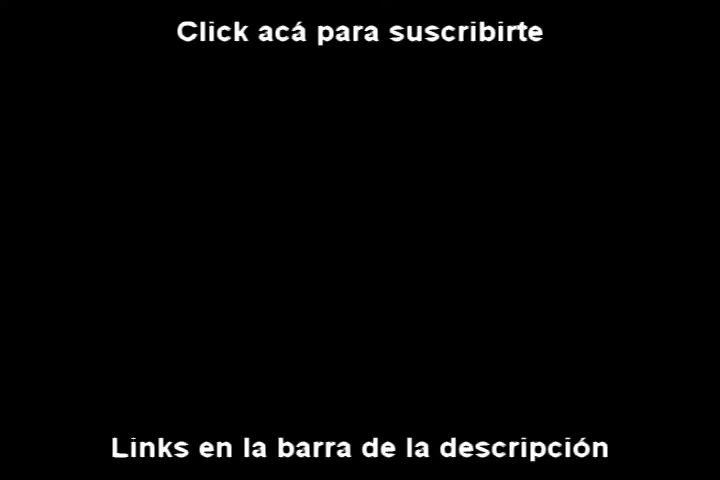 Click acá para suscribirte
Links en la barra de la descripción